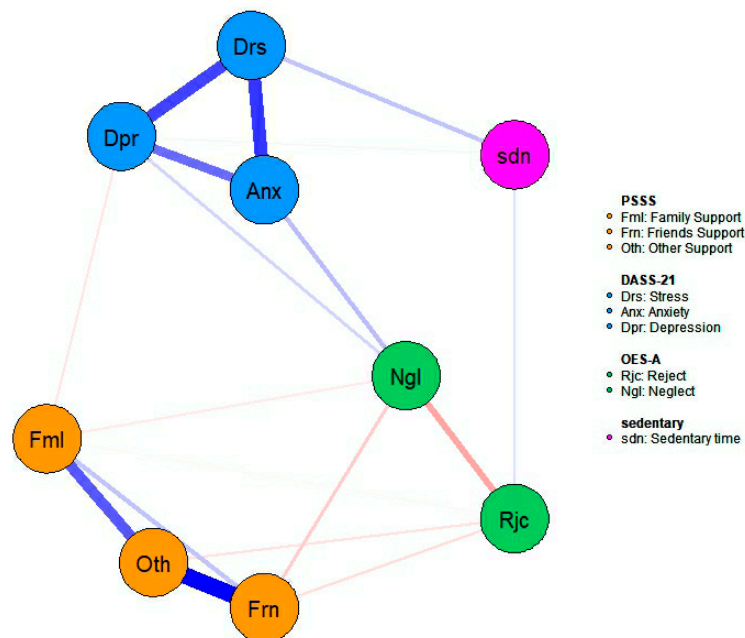 Drs
Dpr
sdn
Anx
Ngl
Fml
Rjc
Oth
Frn
PSSS
Fml: Family Support
Frn: Friends Support
Oth: Other Support
DASS-21
Drs: Stress
Anx: Anxiety
Dpr: Depression
OES-A
Rjc: Reject
Ngl: Neglect
sedentary
sdn: Sedentary time